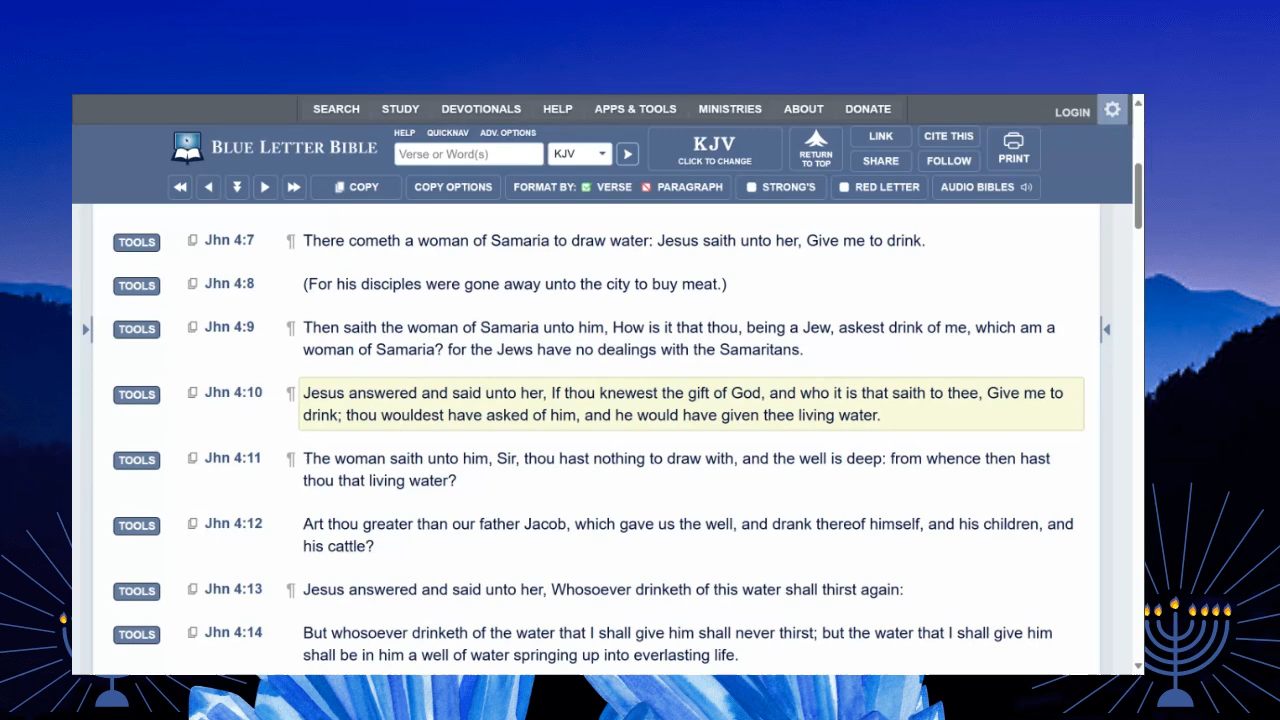 SEARCH STUDY DEVOTIONALS HELP APPS & TOOLS MINISTRIES ABOUT DONATE LOGIN
BLUE LETTER BIBLE
HELP QUICKNAV ADV. OPTIONS
Verse or Word(s) KJV
KJV
CLICK TO CHANGE
RETURN
TO TOP
LINK CITE THIS
SHARE FOLLOW
PRINT
COPY COPY OPTIONS FORMAT BY: VERSE PARAGRAPH STRONG'S RED LETTER AUDIO BIBLES
TOOLS Jhn 4:7 ¶ There cometh a woman of Samaria to draw water: Jesus saith unto her, Give me to drink.
TOOLS Jhn 4:8 (For his disciples were gone away unto the city to buy meat.)
TOOLS Jhn 4:9 ¶ Then saith the woman of Samaria unto him, How is it that thou, being a Jew, askest drink of me, which am a
woman of Samaria? for the Jews have no dealings with the Samaritans.
TOOLS Jhn 4:10 ¶ Jesus answered and said unto her, If thou knewest the gift of God, and who it is that saith to thee, Give me to
drink; thou wouldest have asked of him, and he would have given thee living water.
TOOLS Jhn 4:11 ¶ The woman saith unto him, Sir, thou hast nothing to draw with, and the well is deep: from whence then hast
thou that living water?
TOOLS Jhn 4:12 Art thou greater than our father Jacob, which gave us the well, and drank thereof himself, and his children, and
his cattle?
TOOLS Jhn 4:13 ¶ Jesus answered and said unto her, Whosoever drinketh of this water shall thirst again:
TOOLS Jhn 4:14 But whosoever drinketh of the water that I shall give him shall never thirst; but the water that I shall give him
shall be in him a well of water springing up into everlasting life.